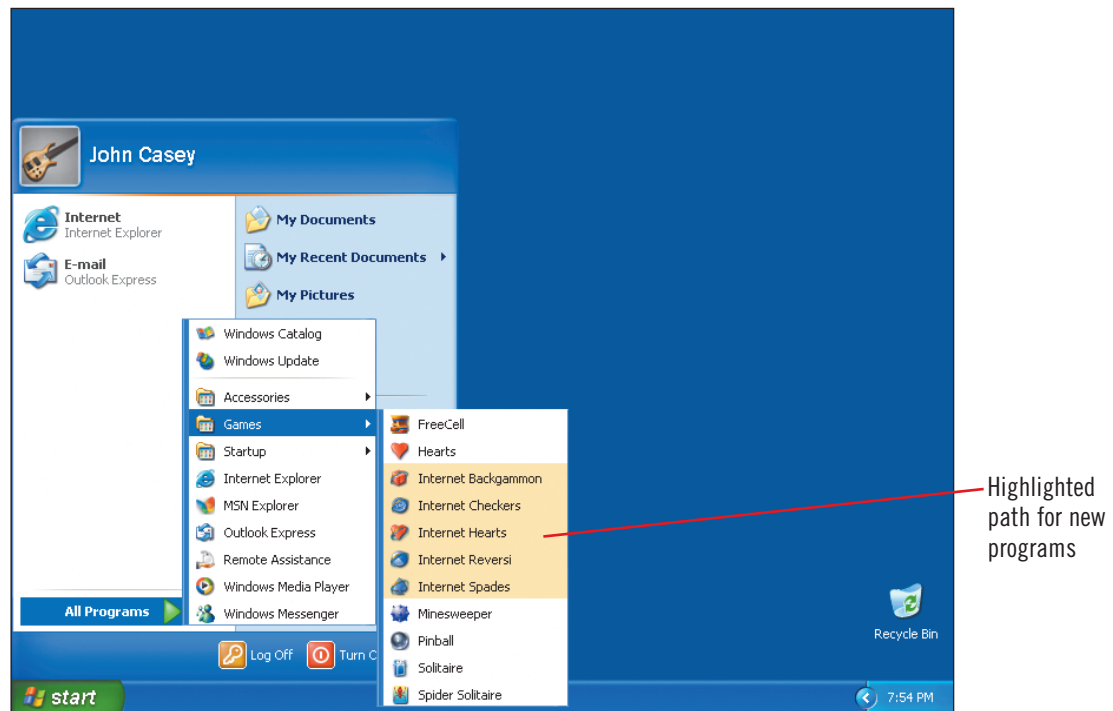 John Casey
Internet
Internet Explorer
E-mail
Outlook Express
My Documents
My Recent Documents
My Pictures
Windows Catalog
Windows Update
Accessories
Games
Startup
Internet Explorer
MSN Explorer
Outlook Express
Remote Assistance
Windows Media Player
Windows Messenger
FreeCell
Hearts
Internet Backgammon
Internet Checkers
Internet Hearts
Internet Reversi
Internet Spades
Minesweeper
Pinball
Solitaire
Spider Solitaire
All Programs
Log Off
Turn C
start
Recycle Bin
7:54 PM
Highlighted
path for new
programs